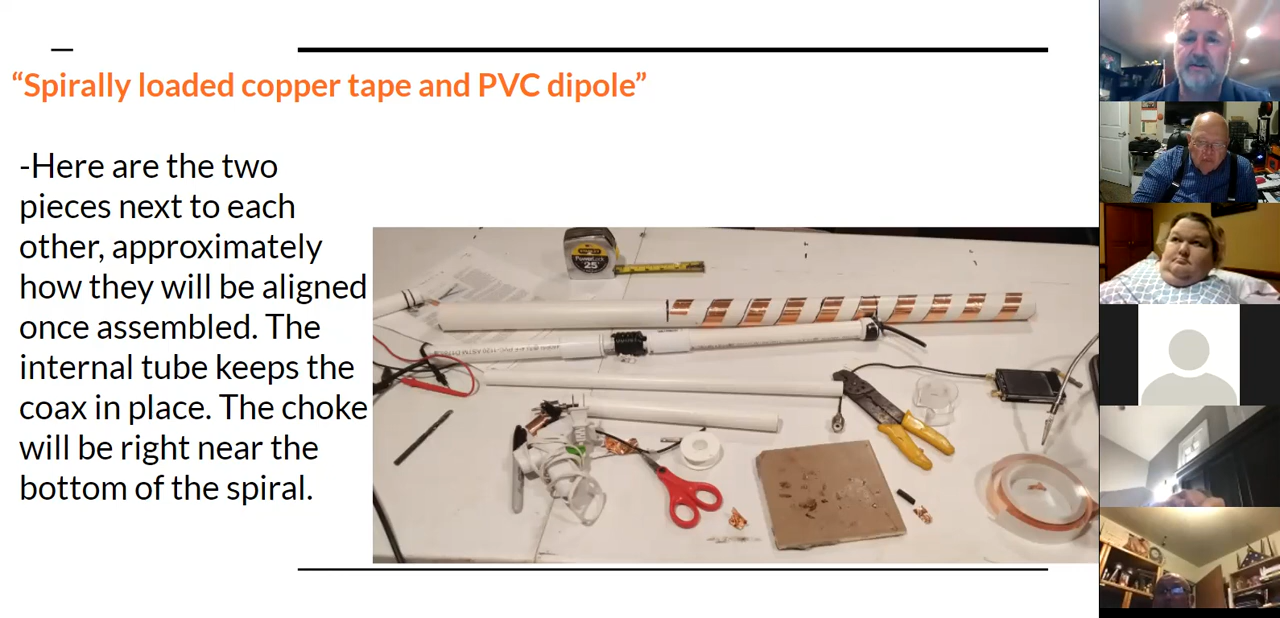 “Spirally loaded copper tape and PVC dipole”
-Here are the two
pieces next to each
other, approximately
how they will be aligned
once assembled. The
internal tube keeps the
coax in place. The choke
will be right near the
bottom of the spiral.
PowerLock
25'